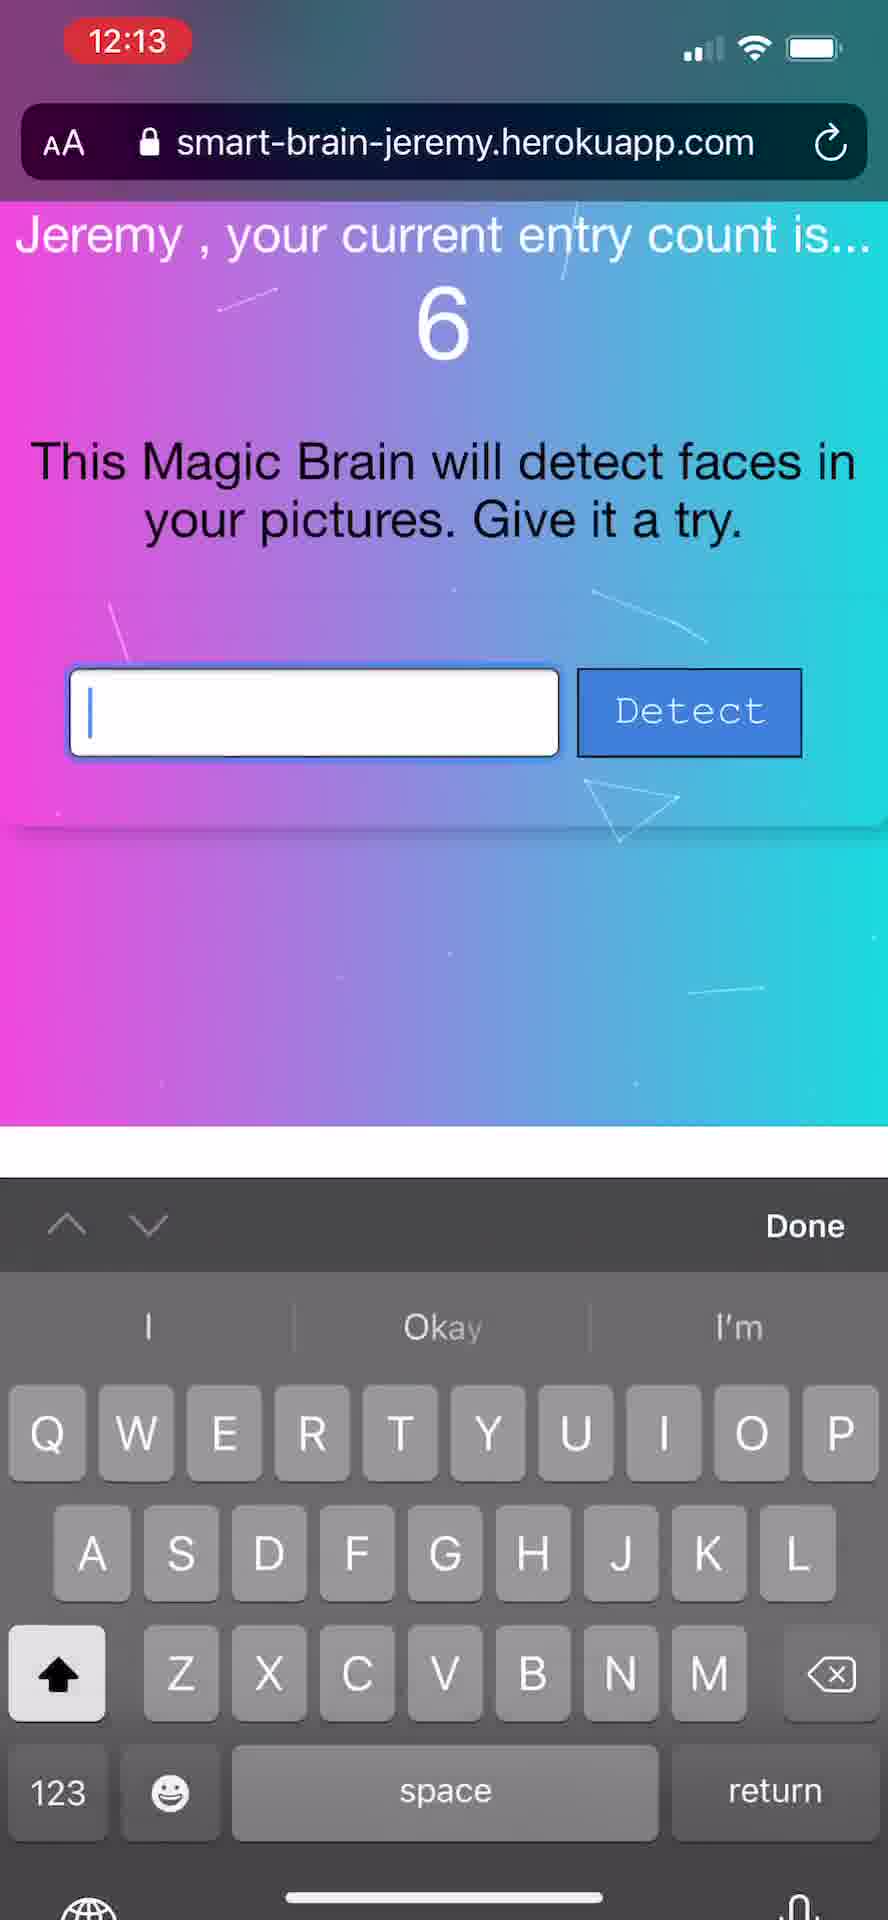 12:13
AA smart-brain-jeremy.herokuapp.com
Jeremy , your current entry count is...
6
This Magic Brain will detect faces in
your pictures. Give it a try.
Detect
Done
I Okay I'm
Q W E R T Y U I O P
A S D F G H J K L
Z X C V B N M
123 space return